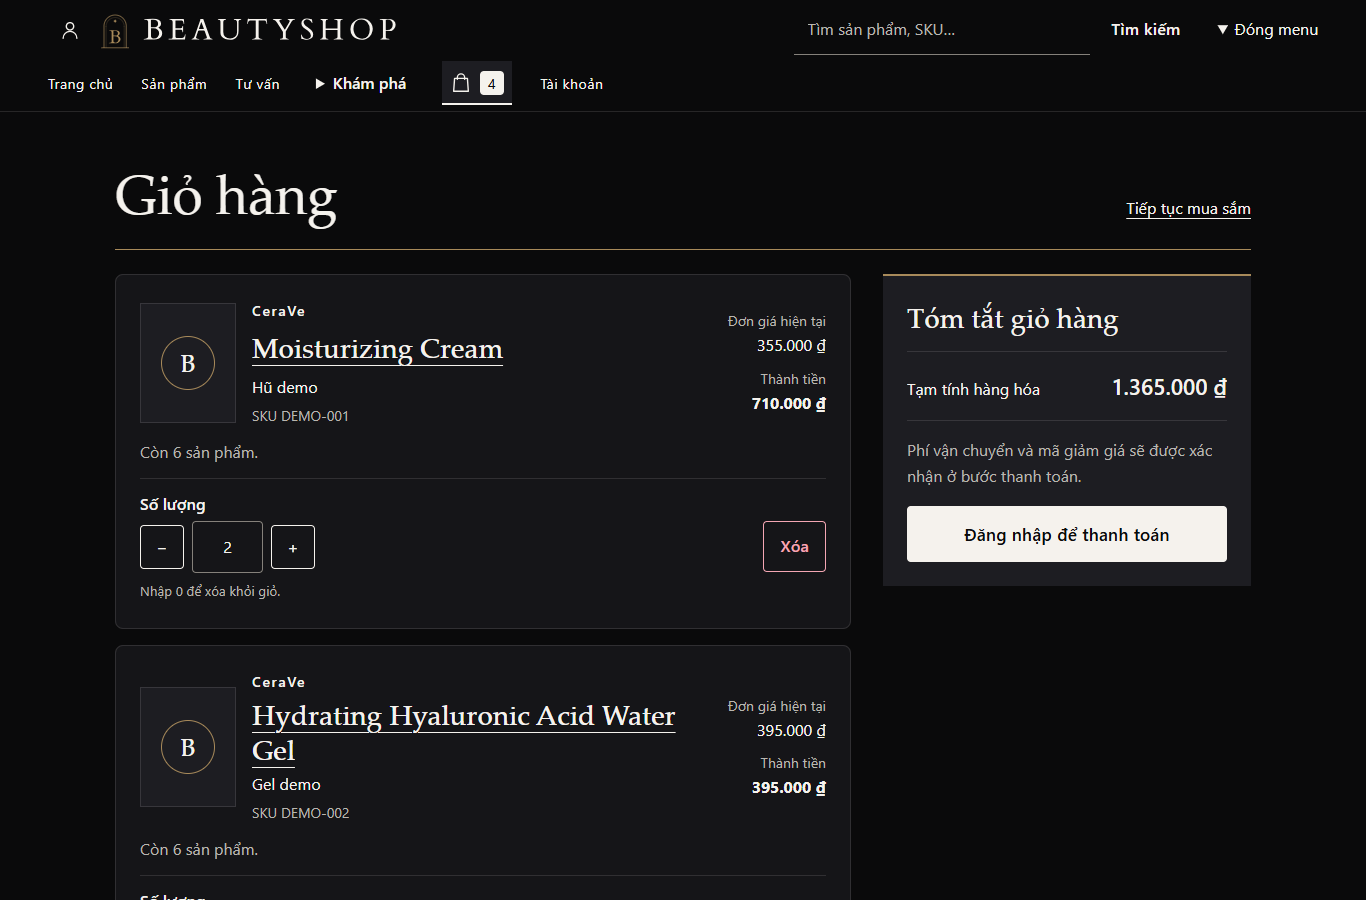 B BEAUTYSHOP
Tìm sản phẩm, SKU...
Tìm kiếm
▼ Đóng menu
Trang chủ
Sản phẩm
Tư vấn
▶ Khám phá
4
Tài khoản
Giỏ hàng
Tiếp tục mua sắm
B
CeraVe
Moisturizing Cream
Hũ demo
SKU DEMO-001
Đơn giá hiện tại
355.000 ₫
Thành tiền
710.000 ₫
Còn 6 sản phẩm.
Số lượng
− 2 +
Xóa
Nhập 0 để xóa khỏi giỏ.
B
CeraVe
Hydrating Hyaluronic Acid Water
Gel
Gel demo
SKU DEMO-002
Đơn giá hiện tại
395.000 ₫
Thành tiền
395.000 ₫
Còn 6 sản phẩm.
Số lượng
Tóm tắt giỏ hàng
Tạm tính hàng hóa
1.365.000 ₫
Phí vận chuyển và mã giảm giá sẽ được xác
nhận ở bước thanh toán.
Đăng nhập để thanh toán